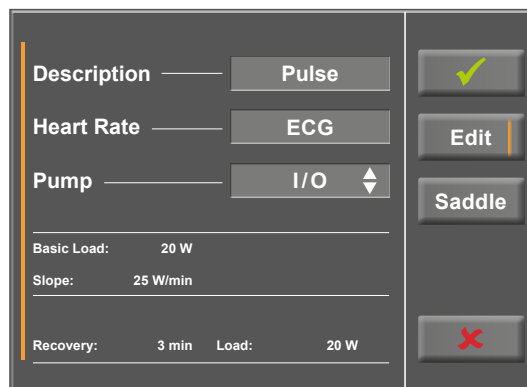 Description Pulse
Heart Rate ECG
Edit
Pump I/O
Saddle
Basic Load: 20 W
Slope: 25 W/min
Recovery: 3 min Load: 20 W